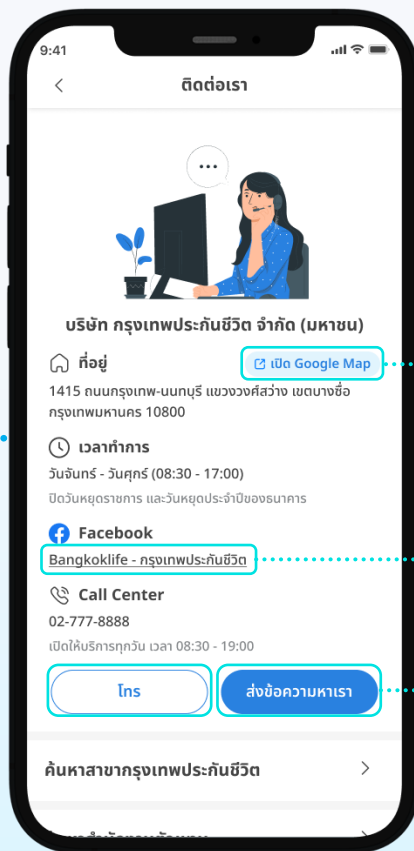 9:41
ติดต่อเรา
บริษัท กรุงเทพประกันชีวิต จำกัด (มหาชน)
ที่อยู่
เปิด Google Map
1415 ถนนกรุงเทพ-นนทบุรี แขวงวงศ์สว่าง เขตบางซื่อ
กรุงเทพมหานคร 10800
เวลาทำการ
วันจันทร์ - วันศุกร์ (08:30 - 17:00)
ปิดวันหยุดราชการ และวันหยุดประจำปีของธนาคาร
Facebook
Bangkoklife - กรุงเทพประกันชีวิต
Call Center
02-777-8888
เปิดให้บริการทุกวัน เวลา 08:30 - 19:00
โทร
ส่งข้อความหาเรา
ค้นหาสาขากรุงเทพประกันชีวิต